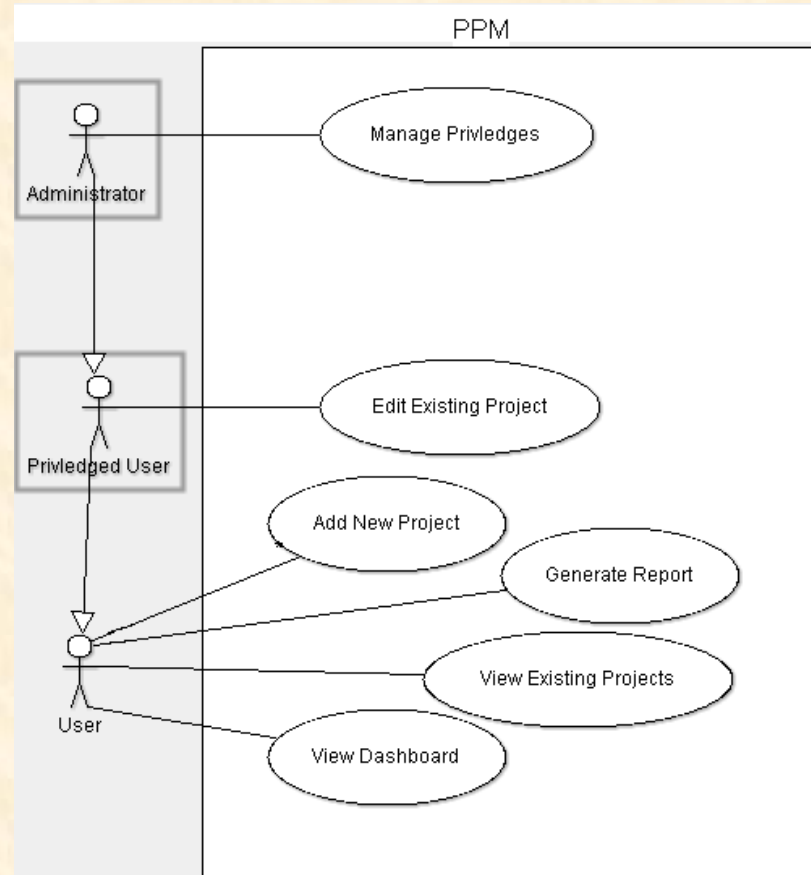 PPM
Administrator
Manage Privledges
Privledged User
Edit Existing Project
Add New Project
Generate Report
View Existing Projects
User
View Dashboard